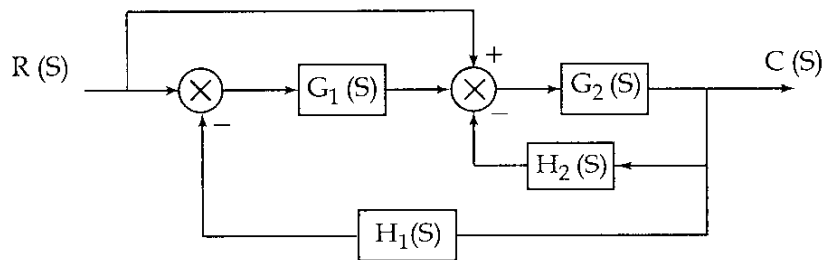 +
R (S)
C (S)
G₁ (S)
G₂ (S)
−
−
H₂ (S)
H₁(S)